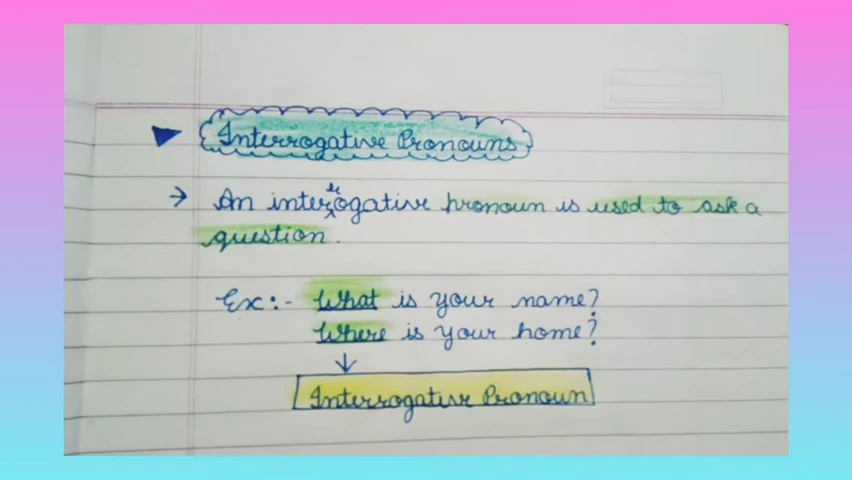 Interrogative Pronouns
→ An interrogative pronoun is used to ask a
question.
Ex:- What is your name?
Where is your home?
↓
Interrogative Pronoun